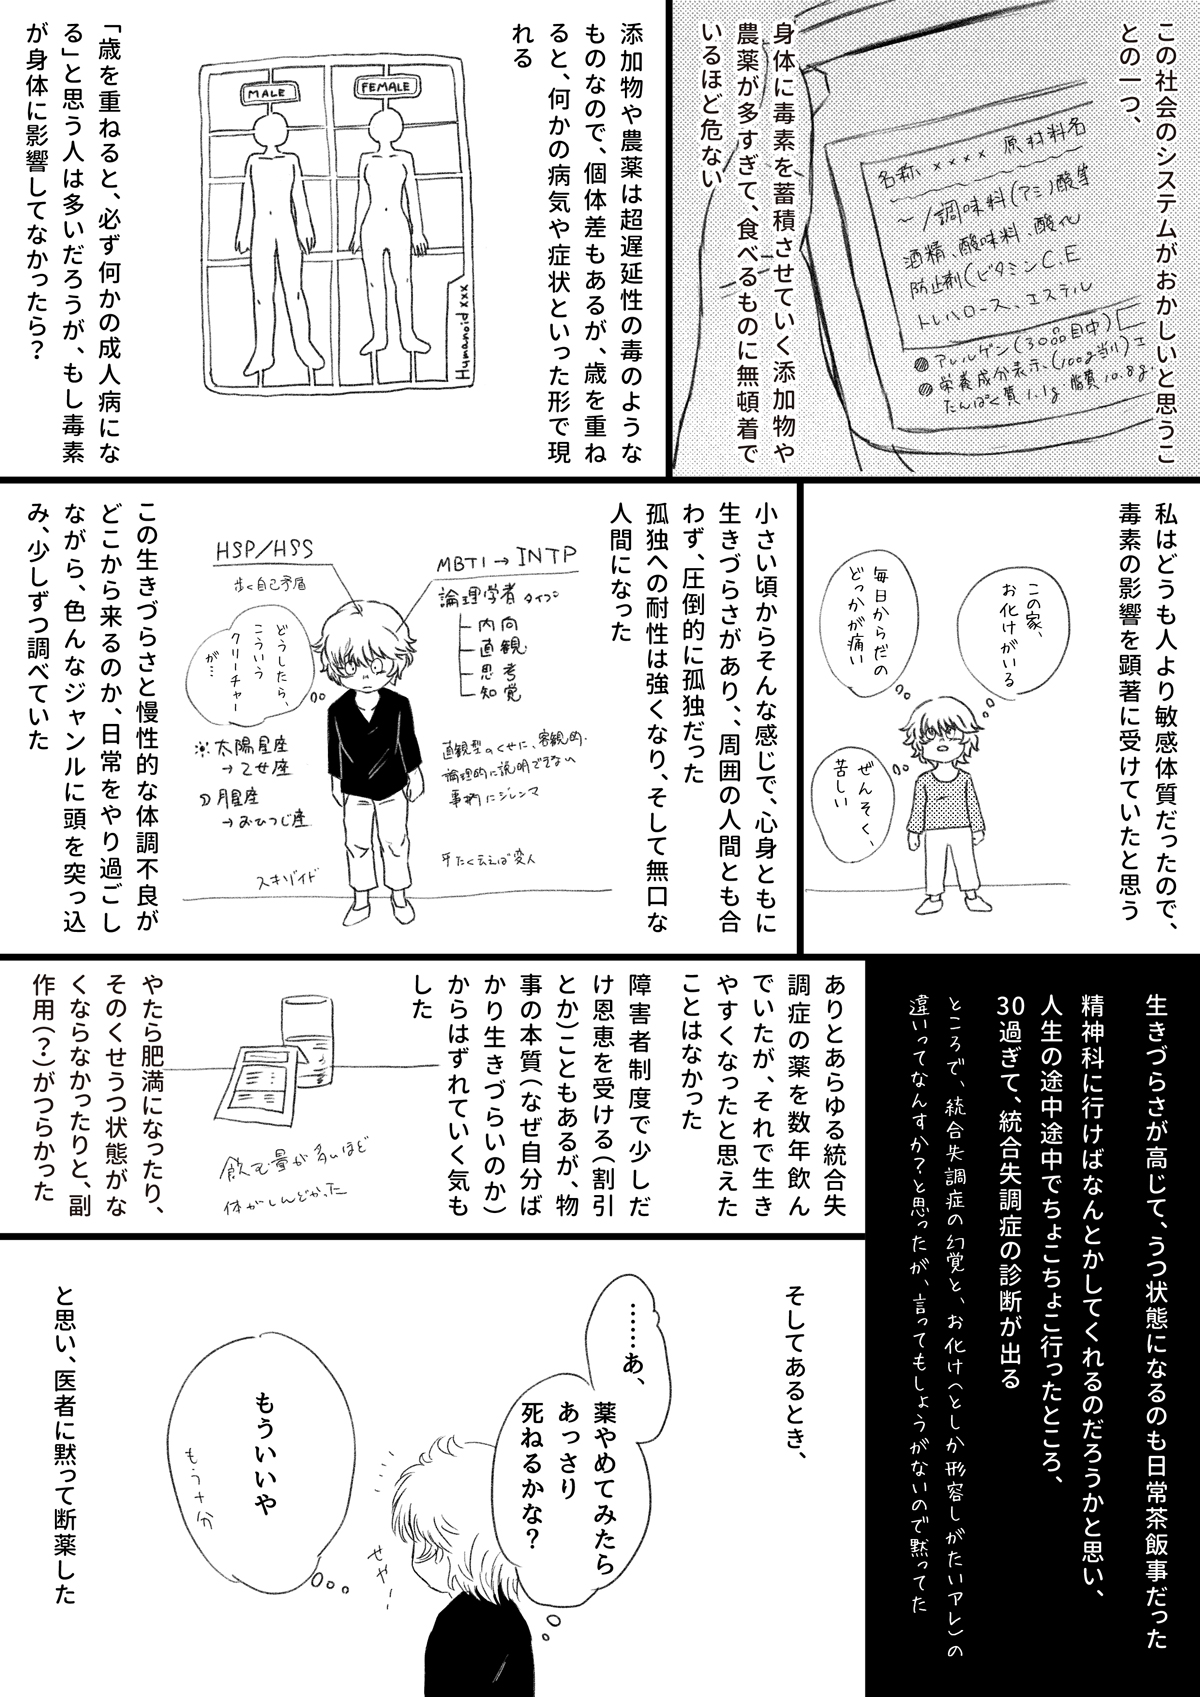 この社会のシステムがおかしいと思うこ
との一つ、
名称 ×××× 原材料名
~/調味料(アミノ酸等
酒精、酸味料、酸化
防止剤(ビタミンC、E
トレハロース、エステル
●アレルゲン(30品目中)
●栄養成分表示、(100g当り)エ
たんぱく質1.1g 脂質10.8g.
身体に毒素を蓄積させていく添加物や
農薬が多すぎて、食べるものに無頓着で
いるほど危ない
添加物や農薬は超遅延性の毒のような
ものなので、個体差もあるが、歳を重ね
ると、何かの病気や症状といった形で現
れる
MALE
FEMALE
Humanoid xxx
「歳を重ねると、必ず何かの成人病にな
る」と思う人は多いだろうが、もし毒素
が身体に影響してなかったら？
私はどうも人より敏感体質だったので、
毒素の影響を顕著に受けていたと思う
この家、
お化けがいる
毎日からだの
どっかが痛い
ぜんそく、
苦しい
小さい頃からそんな感じで、心身ともに
生きづらさがあり、、周囲の人間とも合
わず、圧倒的に孤独だった
孤独への耐性は強くなり、そして無口な
人間になった
MBTI→INTP
論理学者タイプ
内向
直観
思考
知覚
HSP/HSS
歩く自己矛盾
どうしたら、
こういう
クリーチャー
が…
太陽星座
→乙女座
月星座
→おひつじ座
直観型のくせに、客観的.
論理的に説明できない
事柄にジレンマ
スキゾイド
この生きづらさと慢性的な体調不良が
どこから来るのか、日常をやり過ごし
ながら、色んなジャンルに頭を突っ込
み、少しずつ調べていた
生きづらさが高じて、うつ状態になるのも日常茶飯事だった
精神科に行けばなんとかしてくれるのだろうかと思い、
人生の途中途中でちょこちょこ行ったところ、
30過ぎて、統合失調症の診断が出る
ところで、統合失調症の幻覚と、お化け(としか形容しがたいアレ)の
違いってなんすか?と思ったが、言ってもしょうがないので黙ってた
ありとあらゆる統合失
調症の薬を数年飲ん
でいたが、それで生き
やすくなったと思えた
ことはなかった
障害者制度で少しだ
け恩恵を受ける(割引
とか)こともあるが、物
事の本質(なぜ自分ば
かり生きづらいのか)
からはずれていく気も
した
飲む量が多いほど
体がしんどかった
やたら肥満になったり、
そのくせうつ状態がな
くならなかったりと、副
作用(？)がつらかった
そしてあるとき、
……あ、
薬やめてみたら
あっさり
死ねるかな？
せや!
もういいや
もう十分
と思い、医者に黙って断薬した